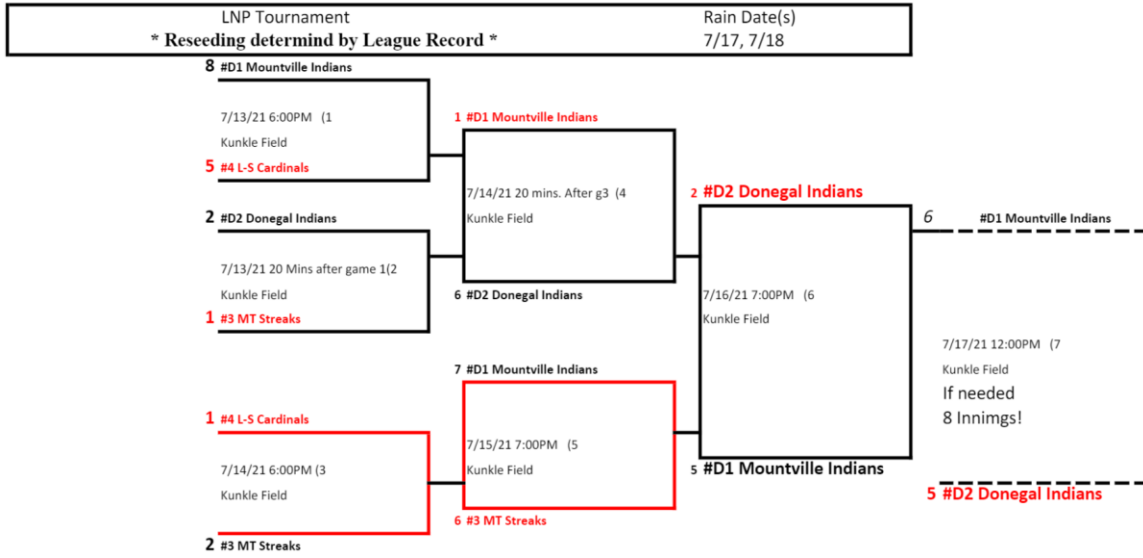 LNP Tournament
Rain Date(s)
* Reseeding determind by League Record *
7/17, 7/18
8 #D1 Mountville Indians
7/13/21 6:00PM (1
Kunkle Field
5 #4 L-S Cardinals
2 #D2 Donegal Indians
7/13/21 20 Mins after game 1(2
Kunkle Field
1 #3 MT Streaks
1 #4 L-S Cardinals
7/14/21 6:00PM (3
Kunkle Field
2 #3 MT Streaks
1 #D1 Mountville Indians
7/14/21 20 mins. After g3 (4
Kunkle Field
6 #D2 Donegal Indians
7 #D1 Mountville Indians
7/15/21 7:00PM (5
Kunkle Field
6 #3 MT Streaks
2 #D2 Donegal Indians
7/16/21 7:00PM (6
Kunkle Field
5 #D1 Mountville Indians
6 #D1 Mountville Indians
7/17/21 12:00PM (7
Kunkle Field
If needed
8 Innimgs!
5 #D2 Donegal Indians